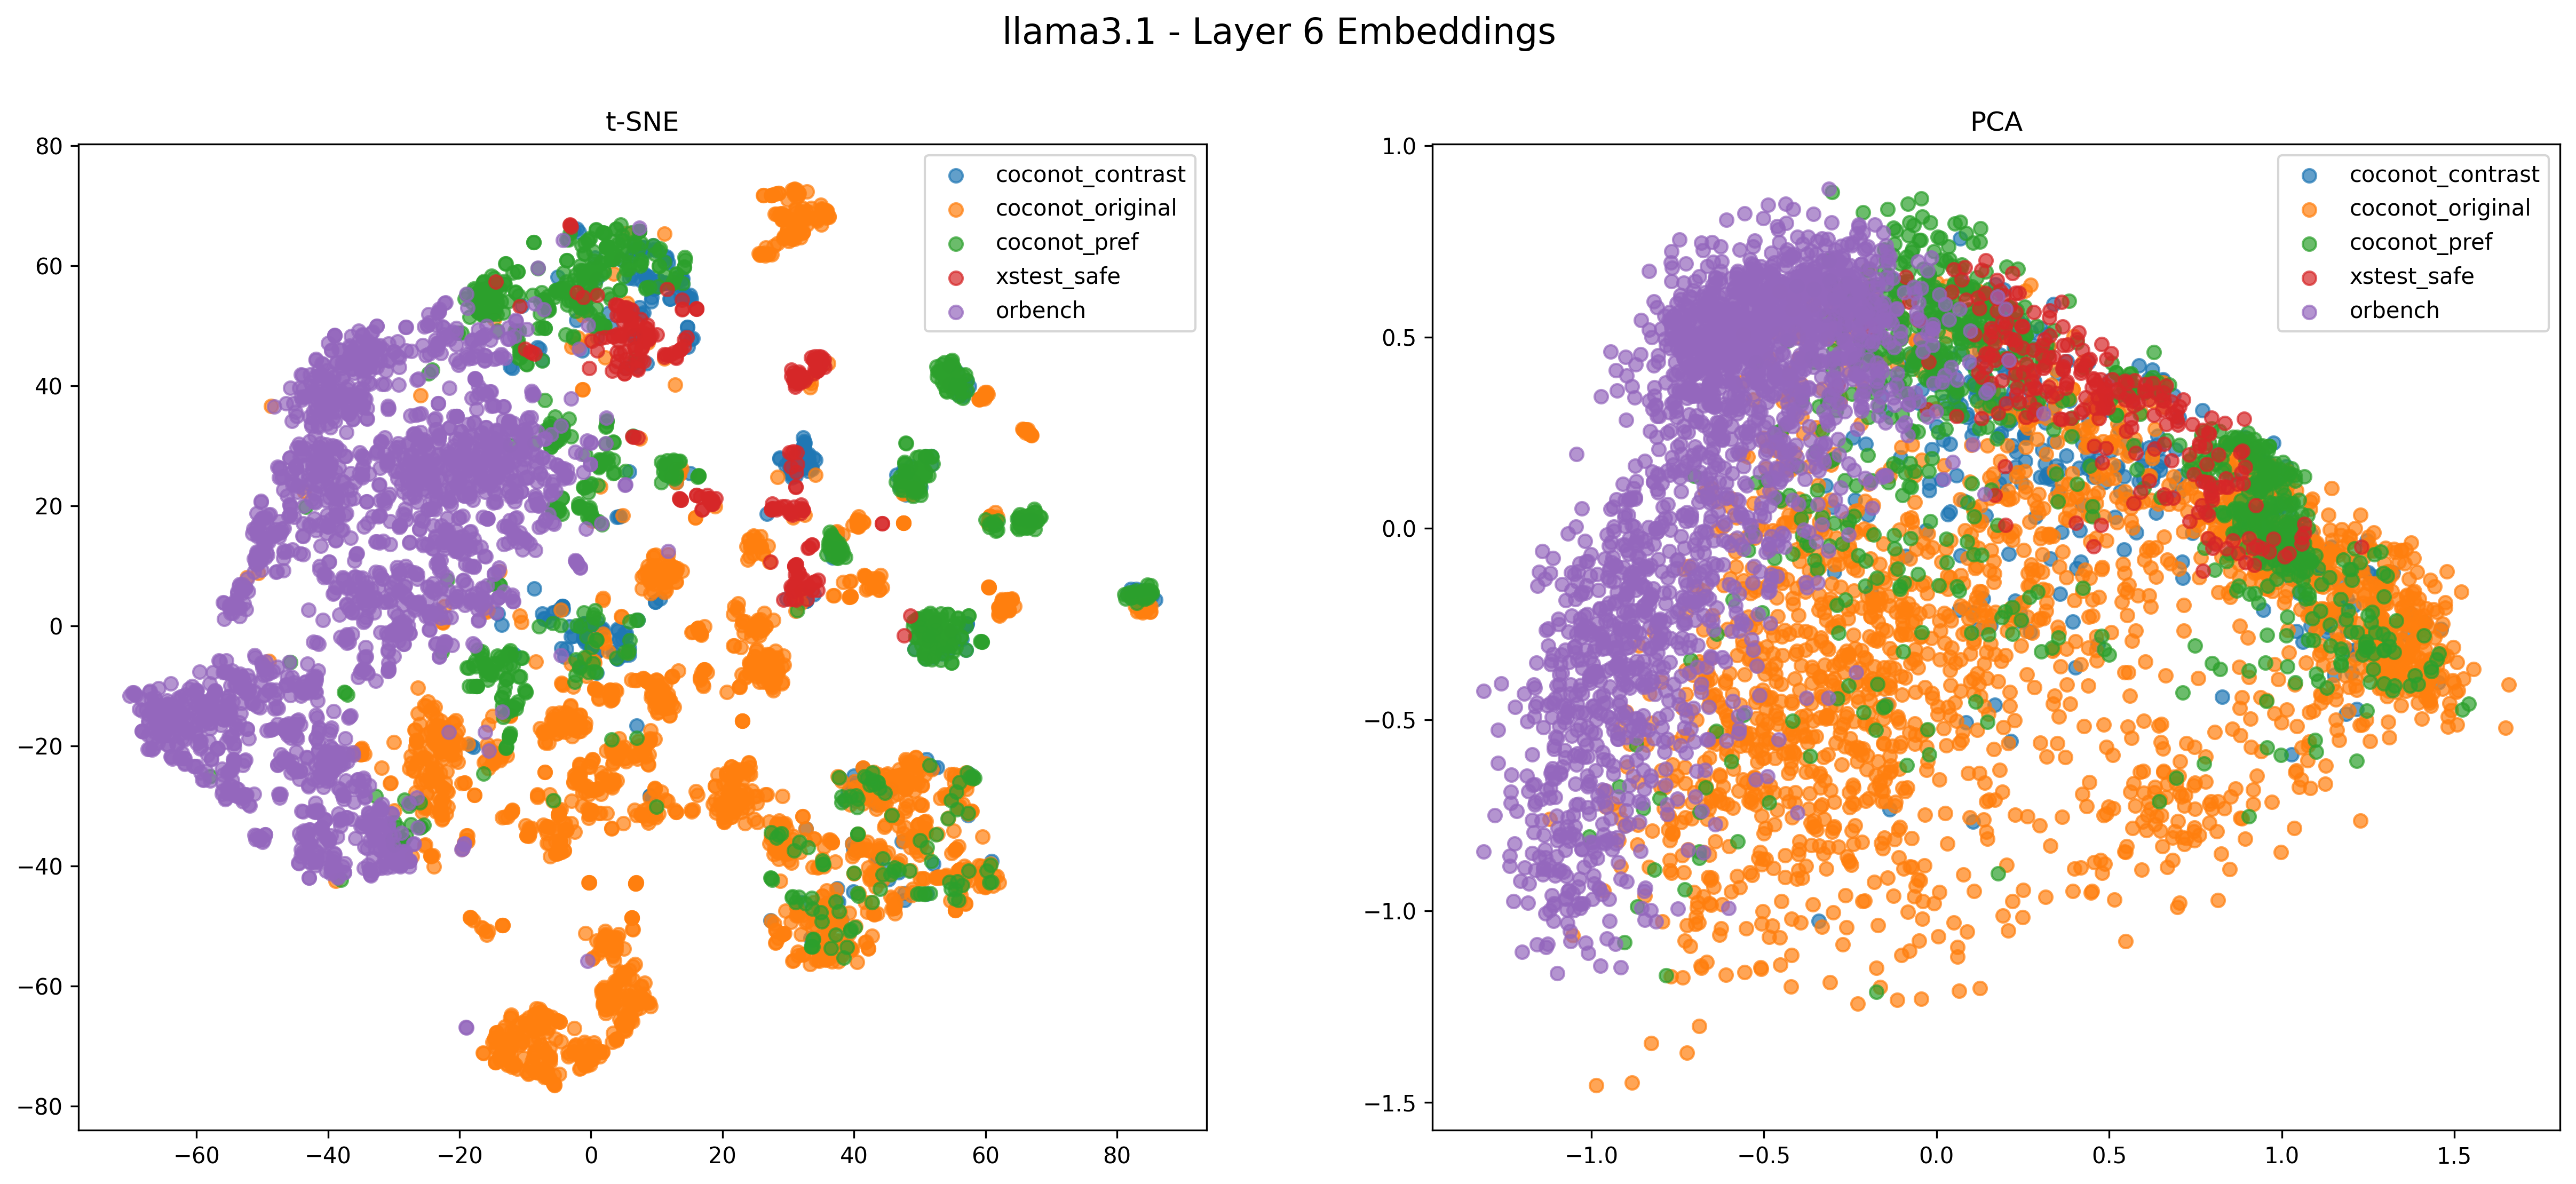 llama3.1 - Layer 6 Embeddings
t-SNE
80
60
40
20
0
−20
−40
−60
−80
−60
−40
−20
0
20
40
60
80
coconot_contrast
coconot_original
coconot_pref
xstest_safe
orbench
PCA
1.0
0.5
0.0
−0.5
−1.0
−1.5
−1.0
−0.5
0.0
0.5
1.0
1.5
coconot_contrast
coconot_original
coconot_pref
xstest_safe
orbench